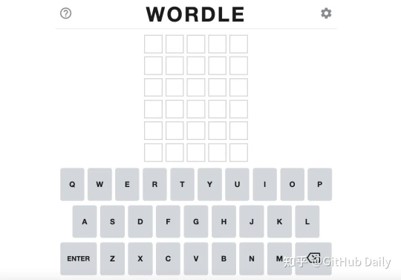 WORDLE
Q W E R T Y U I O P
A S D F G H J K L
ENTER Z X C V B N M
知乎 @GitHub Daily